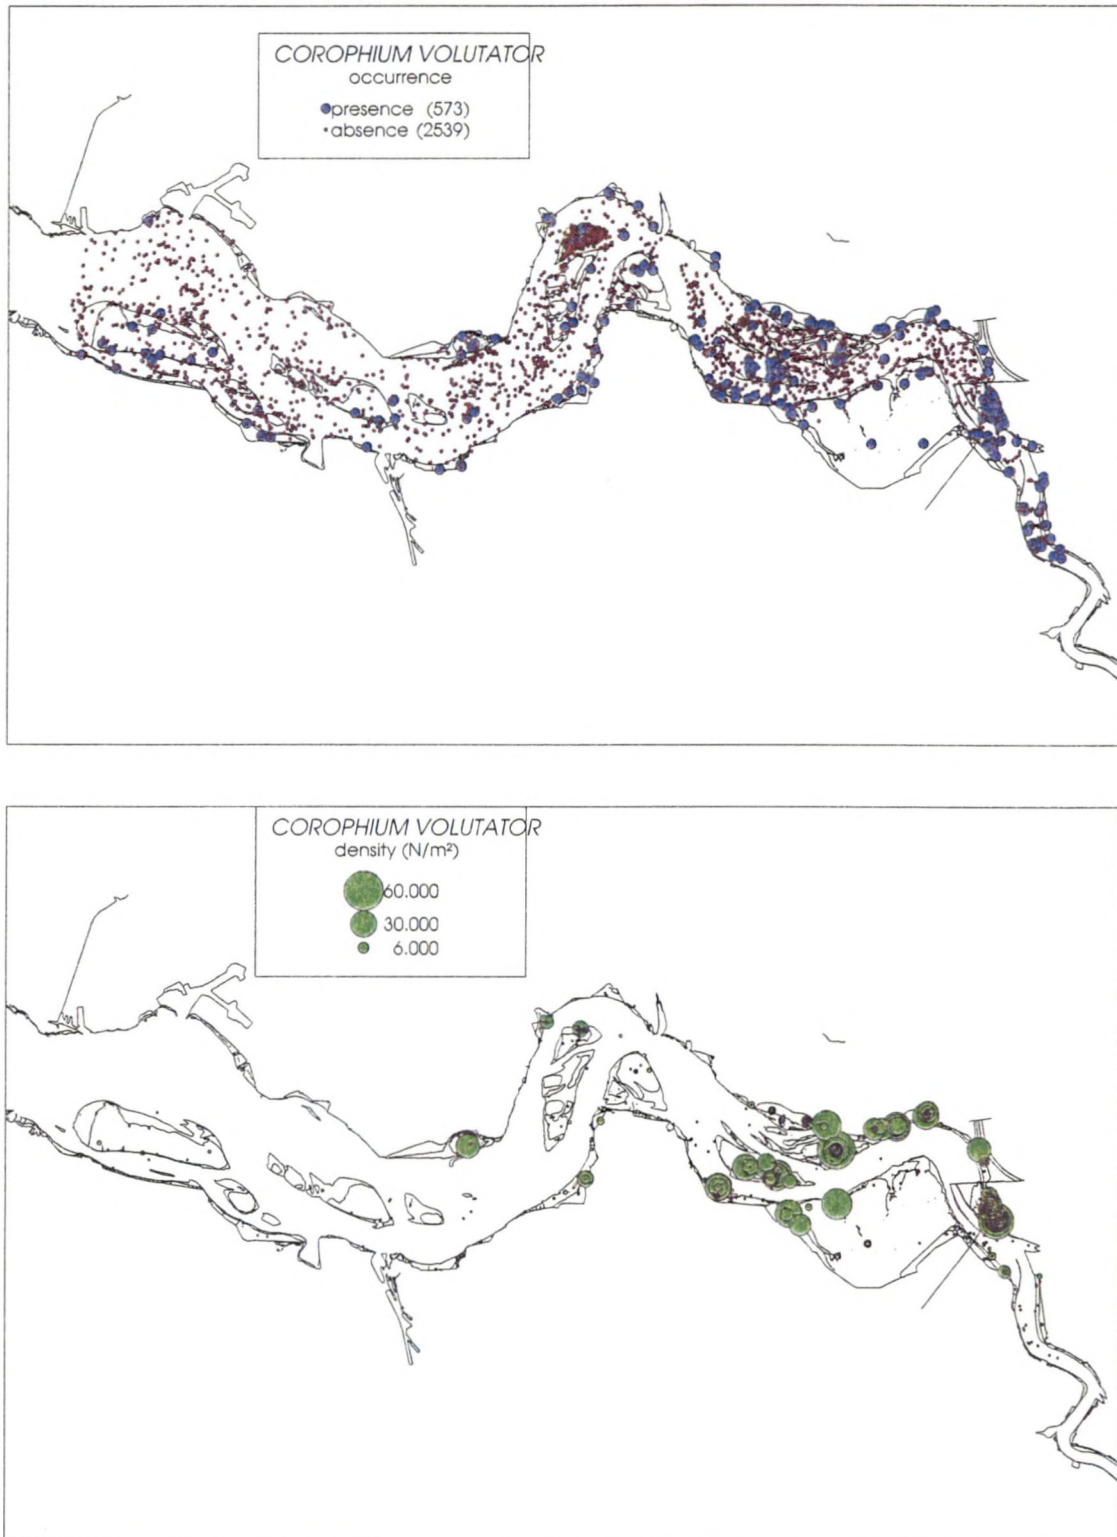 COROPHIUM VOLUTATOR
occurrence
presence (573)
absence (2539)
COROPHIUM VOLUTATOR
density (N/m²)
60.000
30.000
6.000